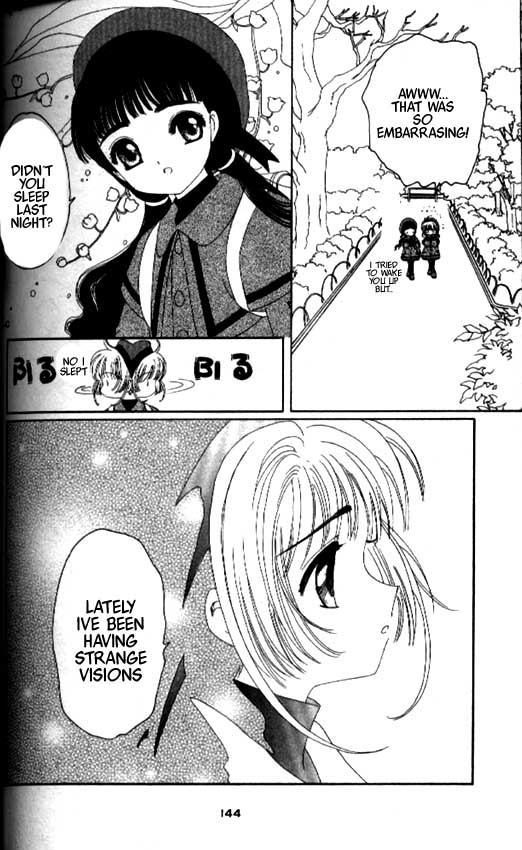 AWWW...
THAT WAS
SO
EMBARRASING!
I TRIED
TO WAKE
YOU UP
BUT..
DIDN'T
YOU
SLEEP
LAST
NIGHT?
NO I
SLEPT
LATELY
IVE BEEN
HAVING
STRANGE
VISIONS
144